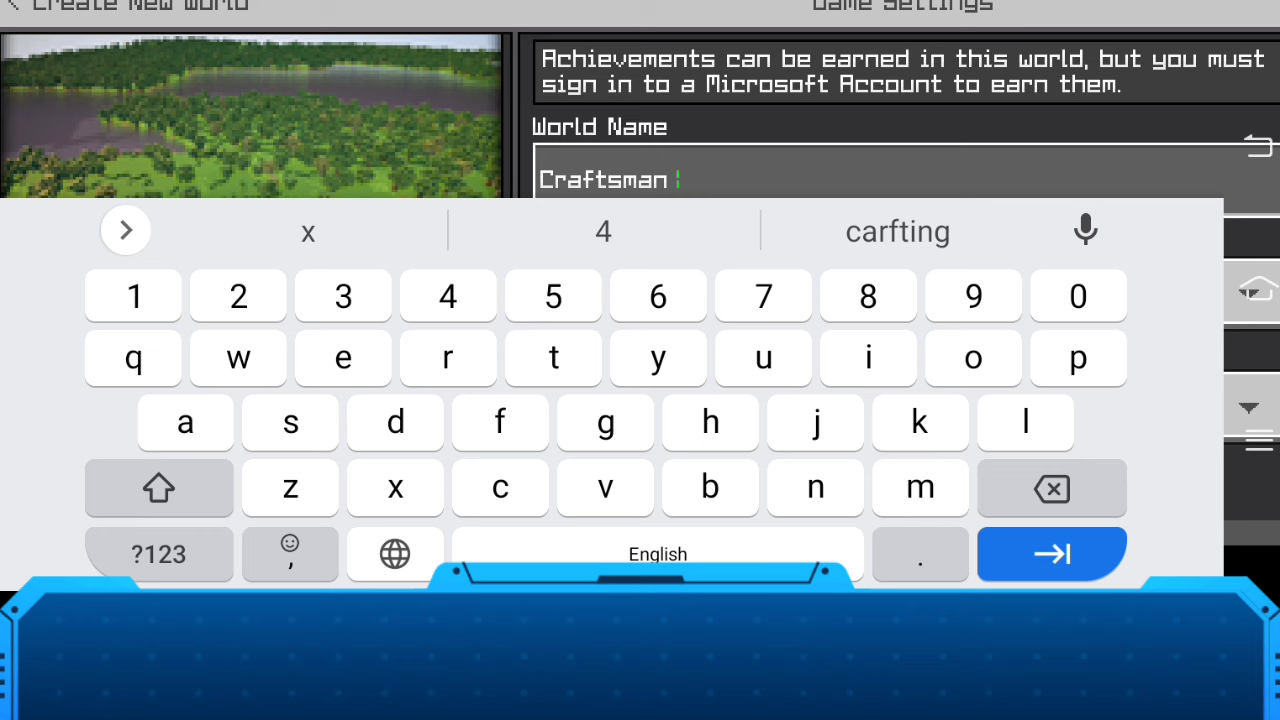 Create New World
Game Settings
Achievements can be earned in this world, but you must
sign in to a Microsoft Account to earn them.
World Name
Craftsman
x 4 carfting
1 2 3 4 5 6 7 8 9 0
q w e r t y u i o p
a s d f g h j k l
z x c v b n m
?123 , English .